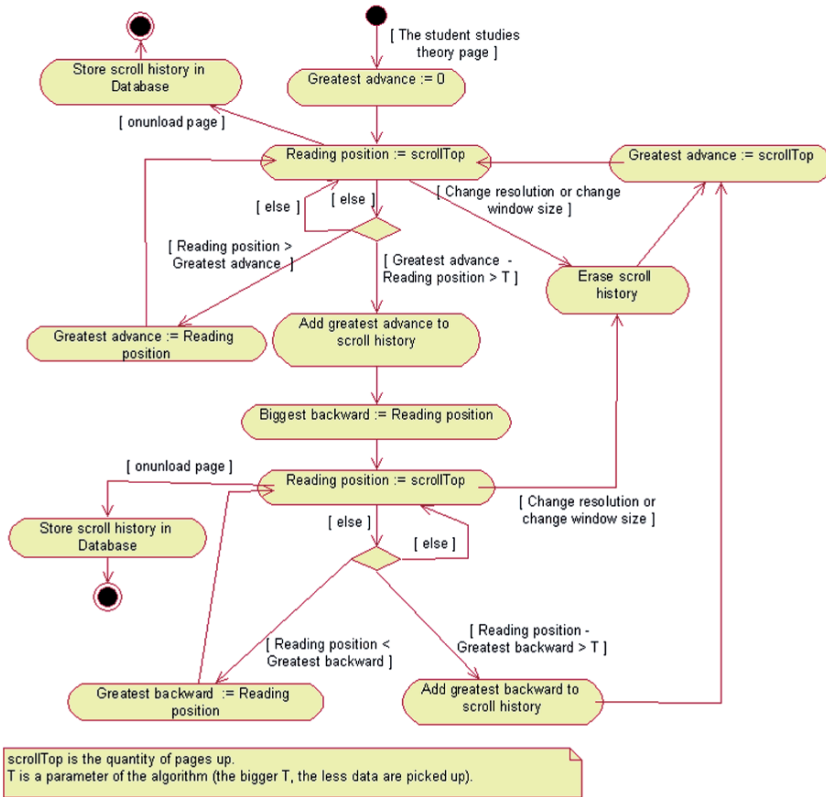 [ The student studies
theory page ]
Store scroll history in
Database
Greatest advance := 0
[ onunload page ]
Reading position := scrollTop
Greatest advance := scrollTop
[ else ]
[ else ]
[ Change resolution or change
window size ]
[ Reading position >
Greatest advance ]
[ Greatest advance -
Reading position > T ]
Erase scroll
history
Greatest advance := Reading
position
Add greatest advance to
scroll history
Biggest backward := Reading position
[ onunload page ]
Reading position := scrollTop
[ Change resolution or
change window size ]
Store scroll history in
Database
[ else ]
[ else ]
[ Reading position <
Greatest backward ]
[ Reading position -
Greatest backward > T ]
Greatest backward := Reading
position
Add greatest backward to
scroll history
scrollTop is the quantity of pages up.
T is a parameter of the algorithm (the bigger T, the less data are picked up).